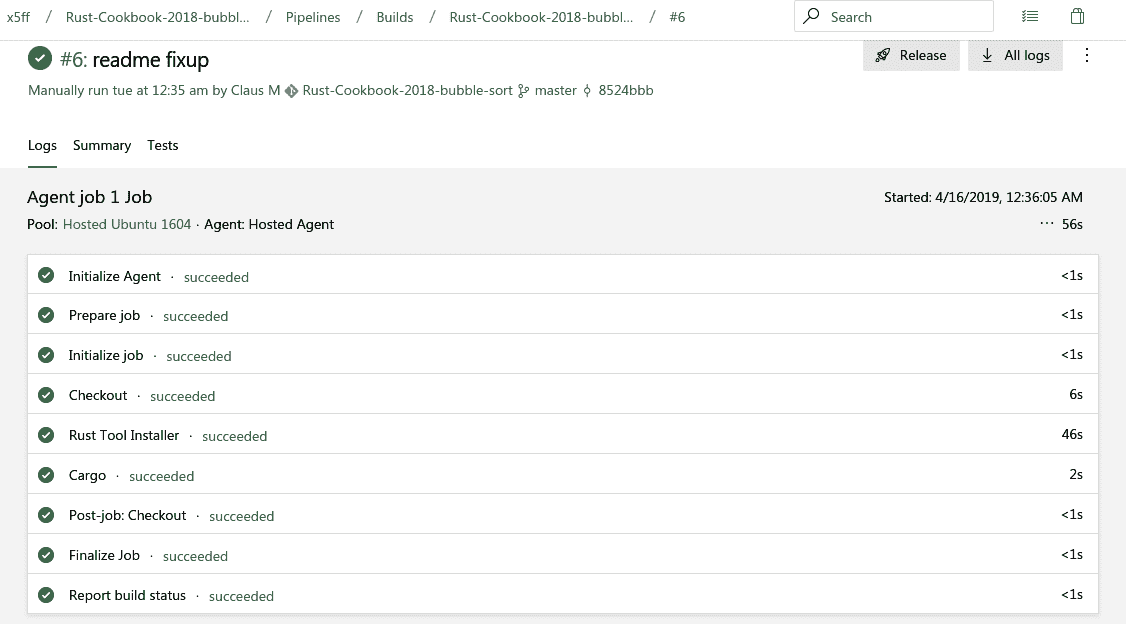 x5ff / Rust-Cookbook-2018-bubbl... / Pipelines / Builds / Rust-Cookbook-2018-bubbl... / #6 Search
#6: readme fixup Release All logs
Manually run tue at 12:35 am by Claus M Rust-Cookbook-2018-bubble-sort master 8524bbb
Logs Summary Tests
Agent job 1 Job Started: 4/16/2019, 12:36:05 AM
Pool: Hosted Ubuntu 1604 · Agent: Hosted Agent ··· 56s
Initialize Agent · succeeded <1s
Prepare job · succeeded <1s
Initialize job · succeeded <1s
Checkout · succeeded 6s
Rust Tool Installer · succeeded 46s
Cargo · succeeded 2s
Post-job: Checkout · succeeded <1s
Finalize Job · succeeded <1s
Report build status · succeeded <1s